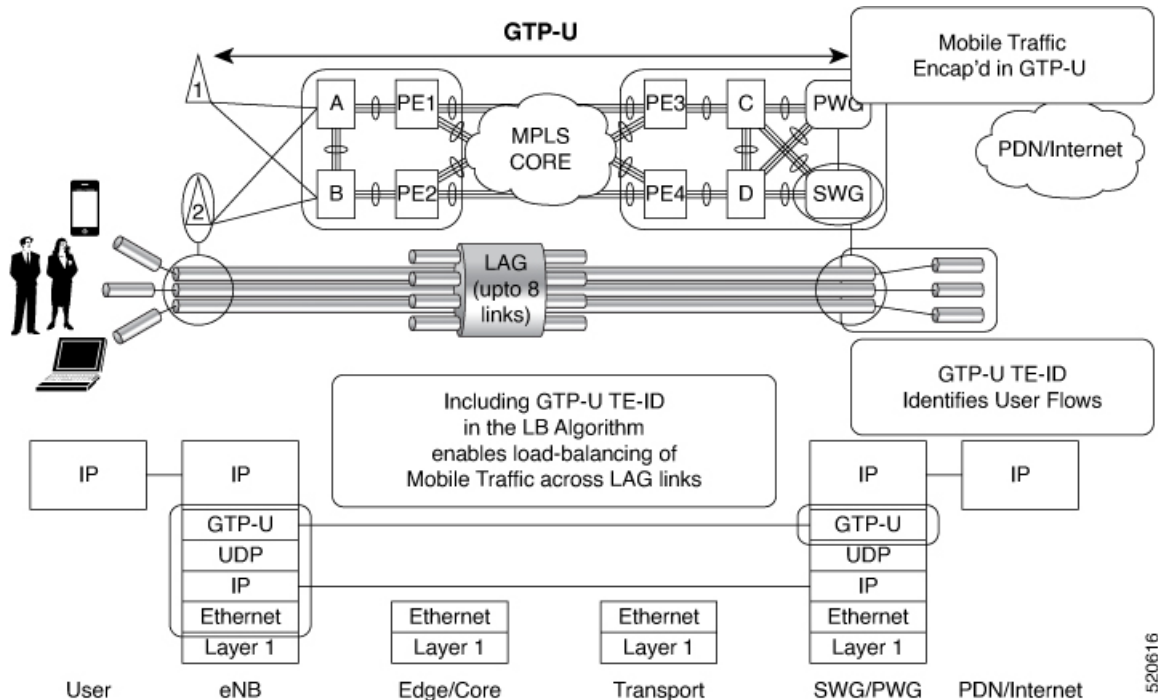 GTP-U
Mobile Traffic
Encap'd in GTP-U
1
A
PE1
PE3
C
PWG
MPLS
CORE
PDN/Internet
2
B
PE2
PE4
D
SWG
LAG
(upto 8
links)
Including GTP-U TE-ID
in the LB Algorithm
enables load-balancing of
Mobile Traffic across LAG links
GTP-U TE-ID
Identifies User Flows
IP
IP
IP
IP
GTP-U
GTP-U
UDP
UDP
IP
IP
Ethernet
Ethernet
Ethernet
Ethernet
Layer 1
Layer 1
Layer 1
Layer 1
User
eNB
Edge/Core
Transport
SWG/PWG
PDN/Internet
520616